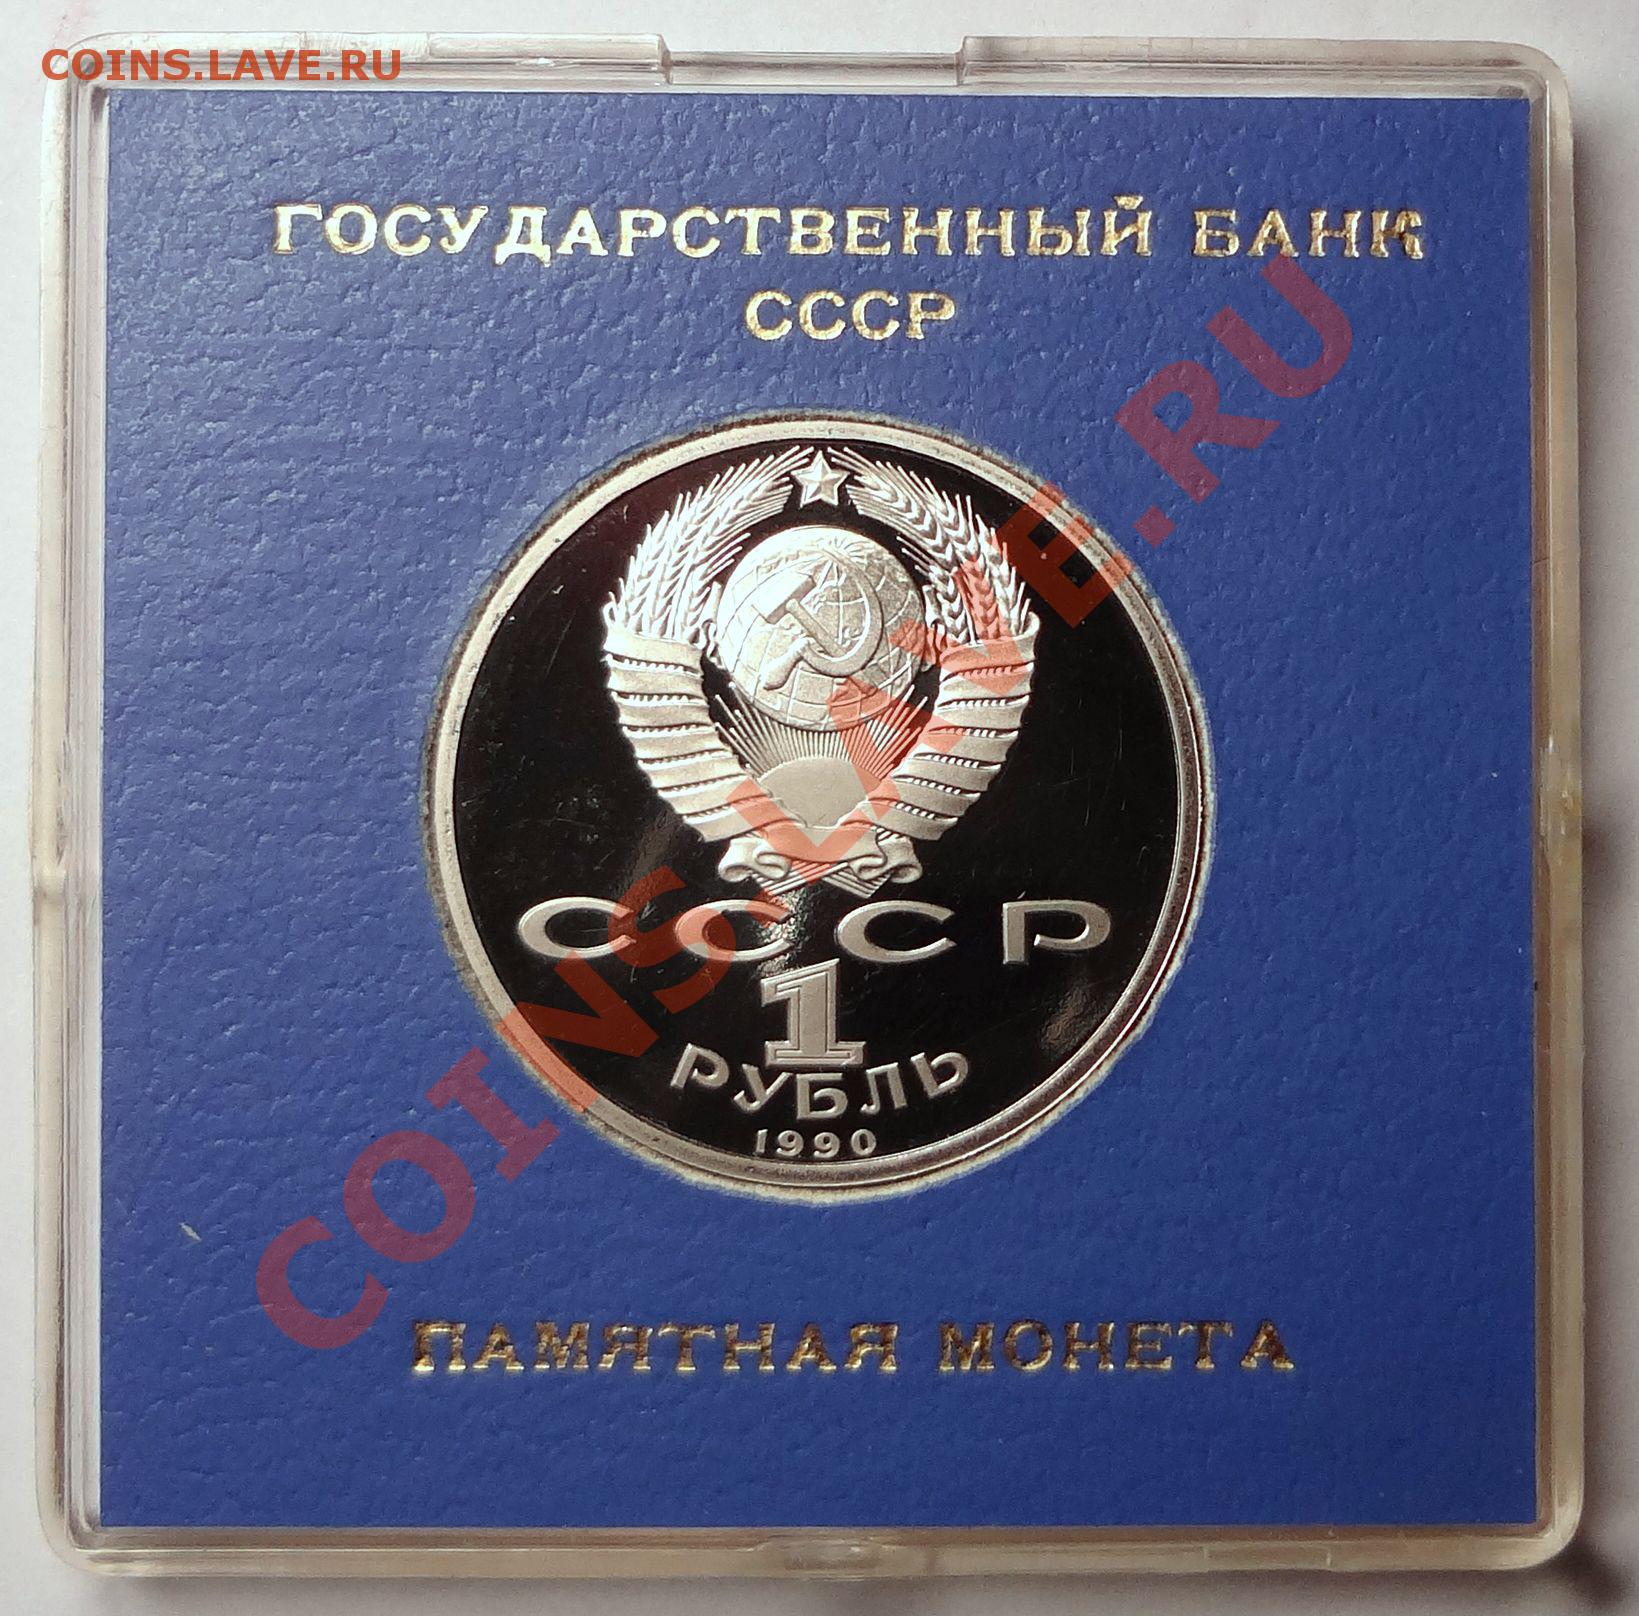 COINS.LAVE.RU
ГОСУДАРСТВЕННЫЙ БАНК
СССР
СССР
1
РУБЛЬ
1990
ПАМЯТНАЯ МОНЕТА
COINS.LAVE.RU